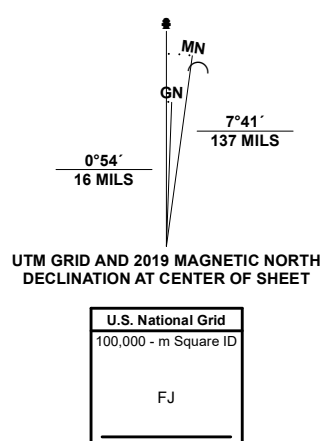 MN
GN
7°41´
137 MILS
0°54´
16 MILS
UTM GRID AND 2019 MAGNETIC NORTH
DECLINATION AT CENTER OF SHEET
U.S. National Grid
100,000 - m Square ID
FJ